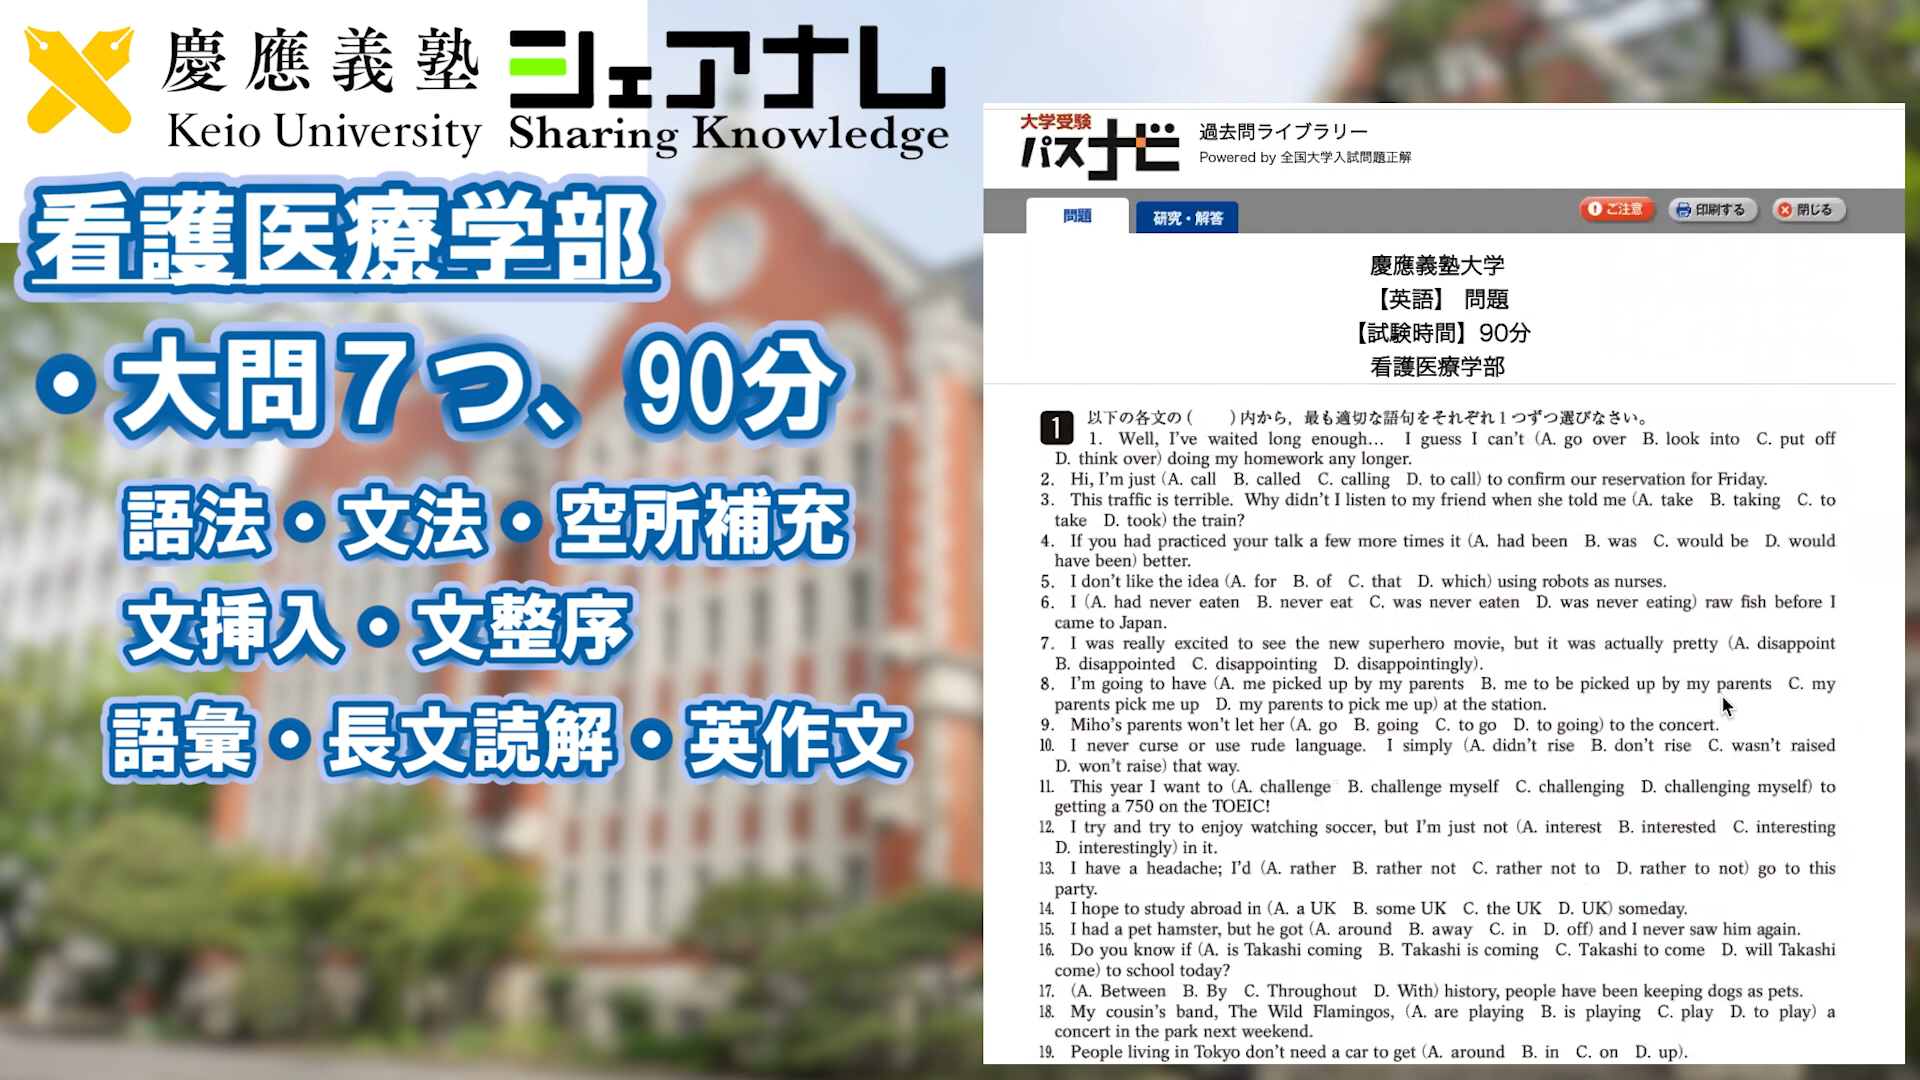 慶應義塾
Keio University
シェアナレ
Sharing Knowledge
看護医療学部
•大問7つ、90分
語法・文法・空所補充
文挿入・文整序
語彙・長文読解・英作文
大学受験
パスナビ
過去問ライブラリー
Powered by 全国大学入試問題正解
問題
研究・解答
ご注意
印刷する
閉じる
慶應義塾大学
【英語】 問題
【試験時間】90分
看護医療学部
1 以下の各文の( )内から，最も適切な語句をそれぞれ1つずつ選びなさい。
1. Well, I've waited long enough… I guess I can't (A. go over B. look into C. put off
D. think over) doing my homework any longer.
2. Hi, I'm just (A. call B. called C. calling D. to call) to confirm our reservation for Friday.
3. This traffic is terrible. Why didn't I listen to my friend when she told me (A. take B. taking C. to
take D. took) the train?
4. If you had practiced your talk a few more times it (A. had been B. was C. would be D. would
have been) better.
5. I don't like the idea (A. for B. of C. that D. which) using robots as nurses.
6. I (A. had never eaten B. never eat C. was never eaten D. was never eating) raw fish before I
came to Japan.
7. I was really excited to see the new superhero movie, but it was actually pretty (A. disappoint
B. disappointed C. disappointing D. disappointingly).
8. I'm going to have (A. me picked up by my parents B. me to be picked up by my parents C. my
parents pick me up D. my parents to pick me up) at the station.
9. Miho's parents won't let her (A. go B. going C. to go D. to going) to the concert.
10. I never curse or use rude language. I simply (A. didn't rise B. don't rise C. wasn't raised
D. won't raise) that way.
11. This year I want to (A. challenge B. challenge myself C. challenging D. challenging myself) to
getting a 750 on the TOEIC!
12. I try and try to enjoy watching soccer, but I'm just not (A. interest B. interested C. interesting
D. interestingly) in it.
13. I have a headache; I'd (A. rather B. rather not C. rather not to D. rather to not) go to this
party.
14. I hope to study abroad in (A. a UK B. some UK C. the UK D. UK) someday.
15. I had a pet hamster, but he got (A. around B. away C. in D. off) and I never saw him again.
16. Do you know if (A. is Takashi coming B. Takashi is coming C. Takashi to come D. will Takashi
come) to school today?
17. (A. Between B. By C. Throughout D. With) history, people have been keeping dogs as pets.
18. My cousin's band, The Wild Flamingos, (A. are playing B. is playing C. play D. to play) a
concert in the park next weekend.
19. People living in Tokyo don't need a car to get (A. around B. in C. on D. up).